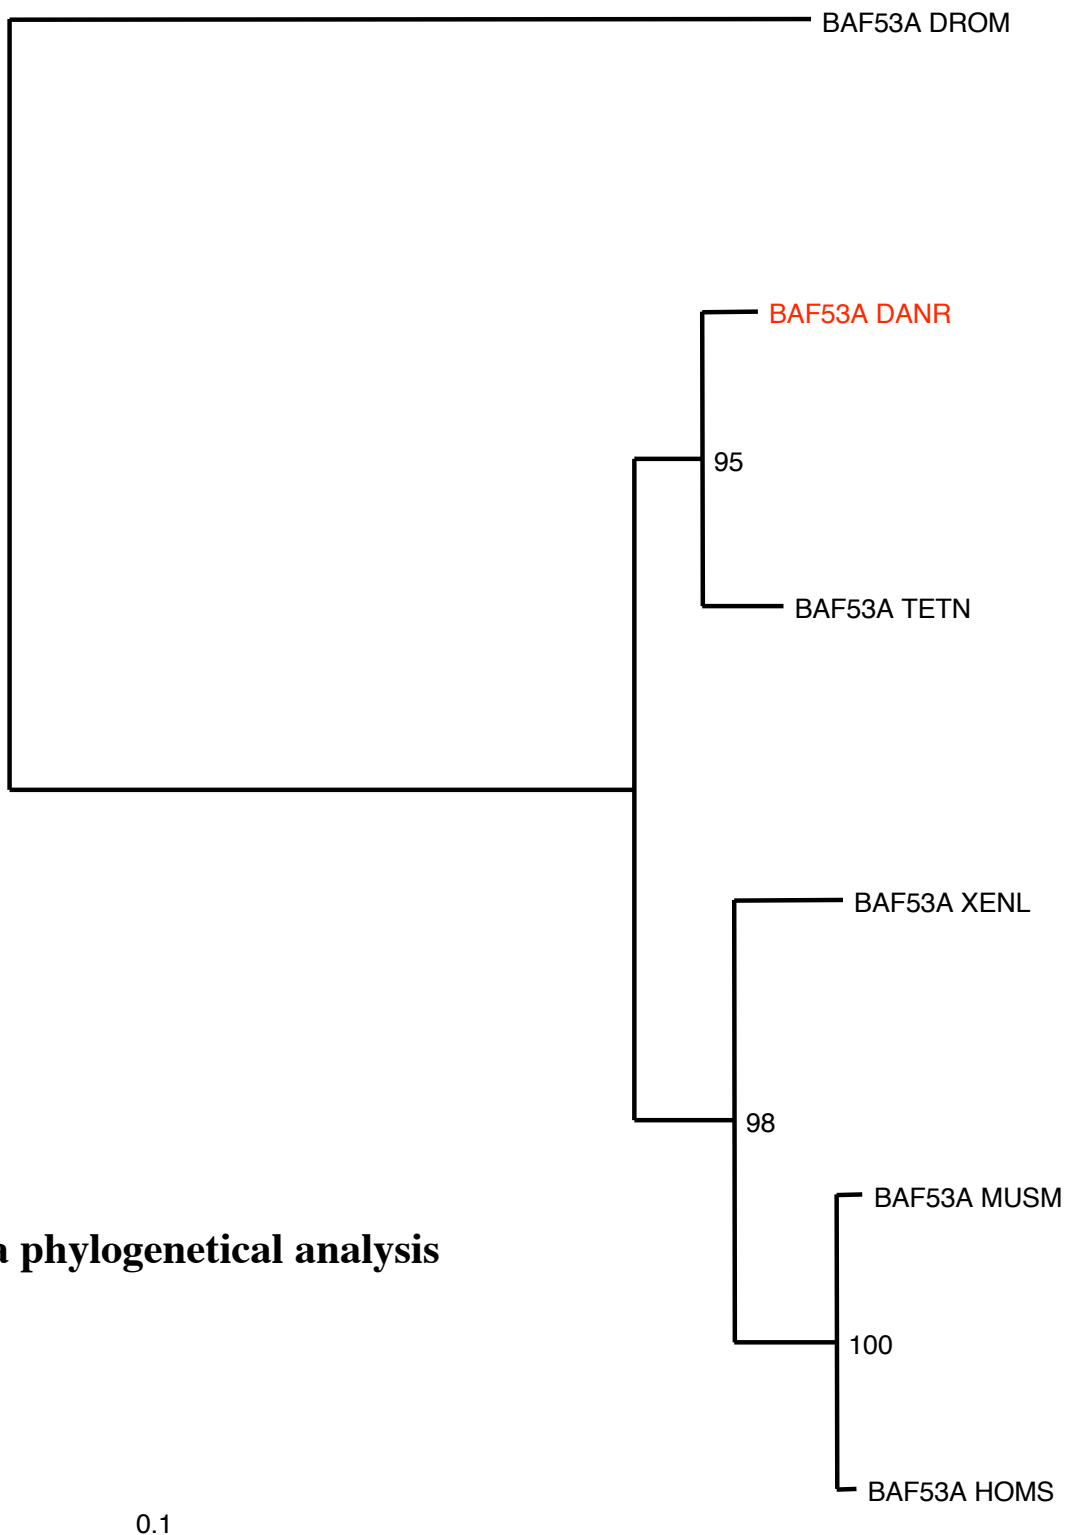 BAF53A DROM
BAF53A DANR
95
BAF53A TETN
BAF53A XENL
98
BAF53A MUSM
a phylogenetical analysis
100
BAF53A HOMS
0.1